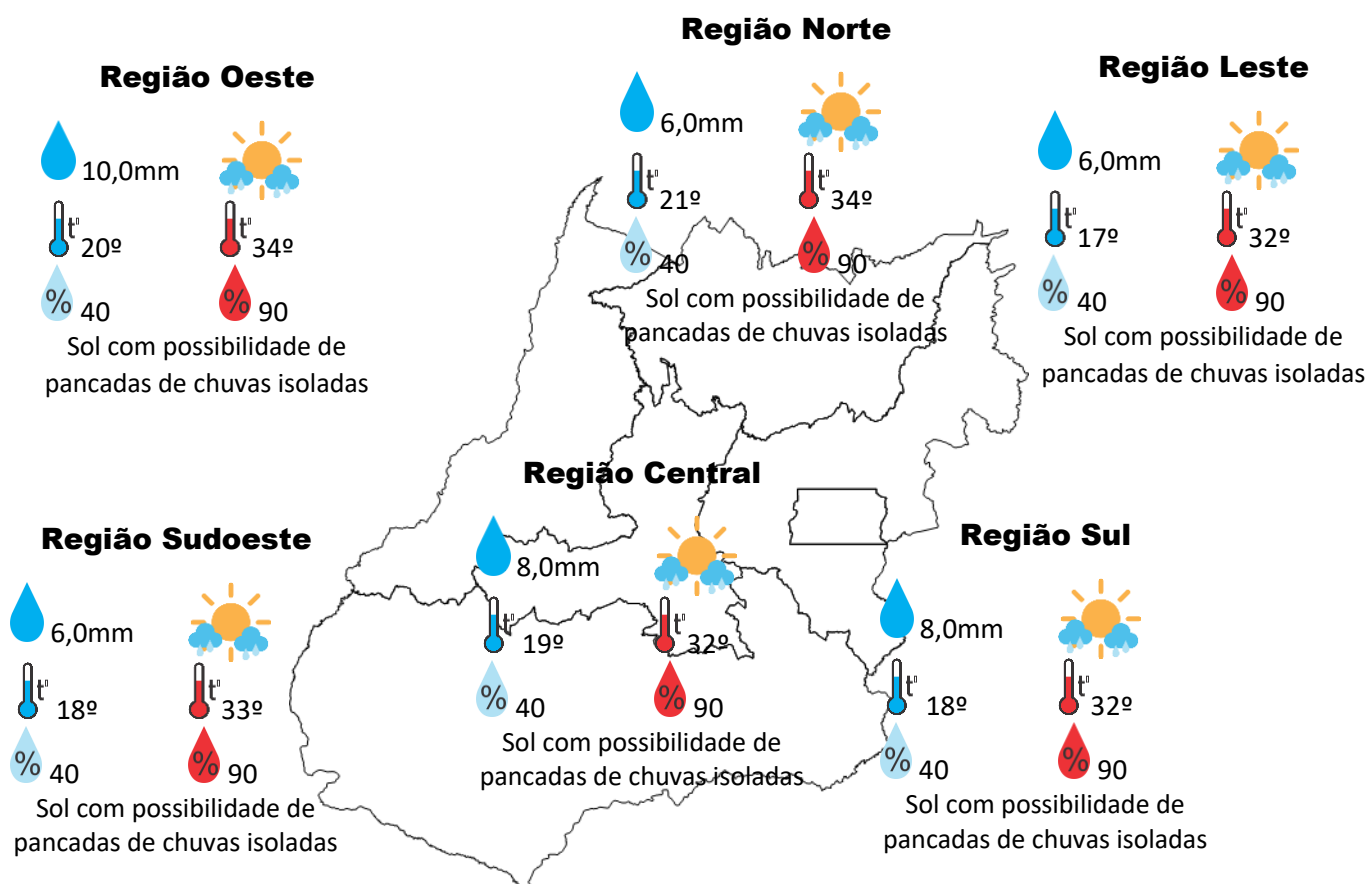 Região Norte
6,0mm
t°
21º
t°
34º
%
40
%
90
Sol com possibilidade de
pancadas de chuvas isoladas
Região Oeste
10,0mm
t°
20º
t°
34º
%
40
%
90
Sol com possibilidade de
pancadas de chuvas isoladas
Região Leste
6,0mm
t°
17º
t°
32º
%
40
%
90
Sol com possibilidade de
pancadas de chuvas isoladas
Região Central
8,0mm
t°
19º
t°
32º
%
40
%
90
Sol com possibilidade de
pancadas de chuvas isoladas
Região Sudoeste
6,0mm
t°
18º
t°
33º
%
40
%
90
Sol com possibilidade de
pancadas de chuvas isoladas
Região Sul
8,0mm
t°
18º
t°
32º
%
40
%
90
Sol com possibilidade de
pancadas de chuvas isoladas